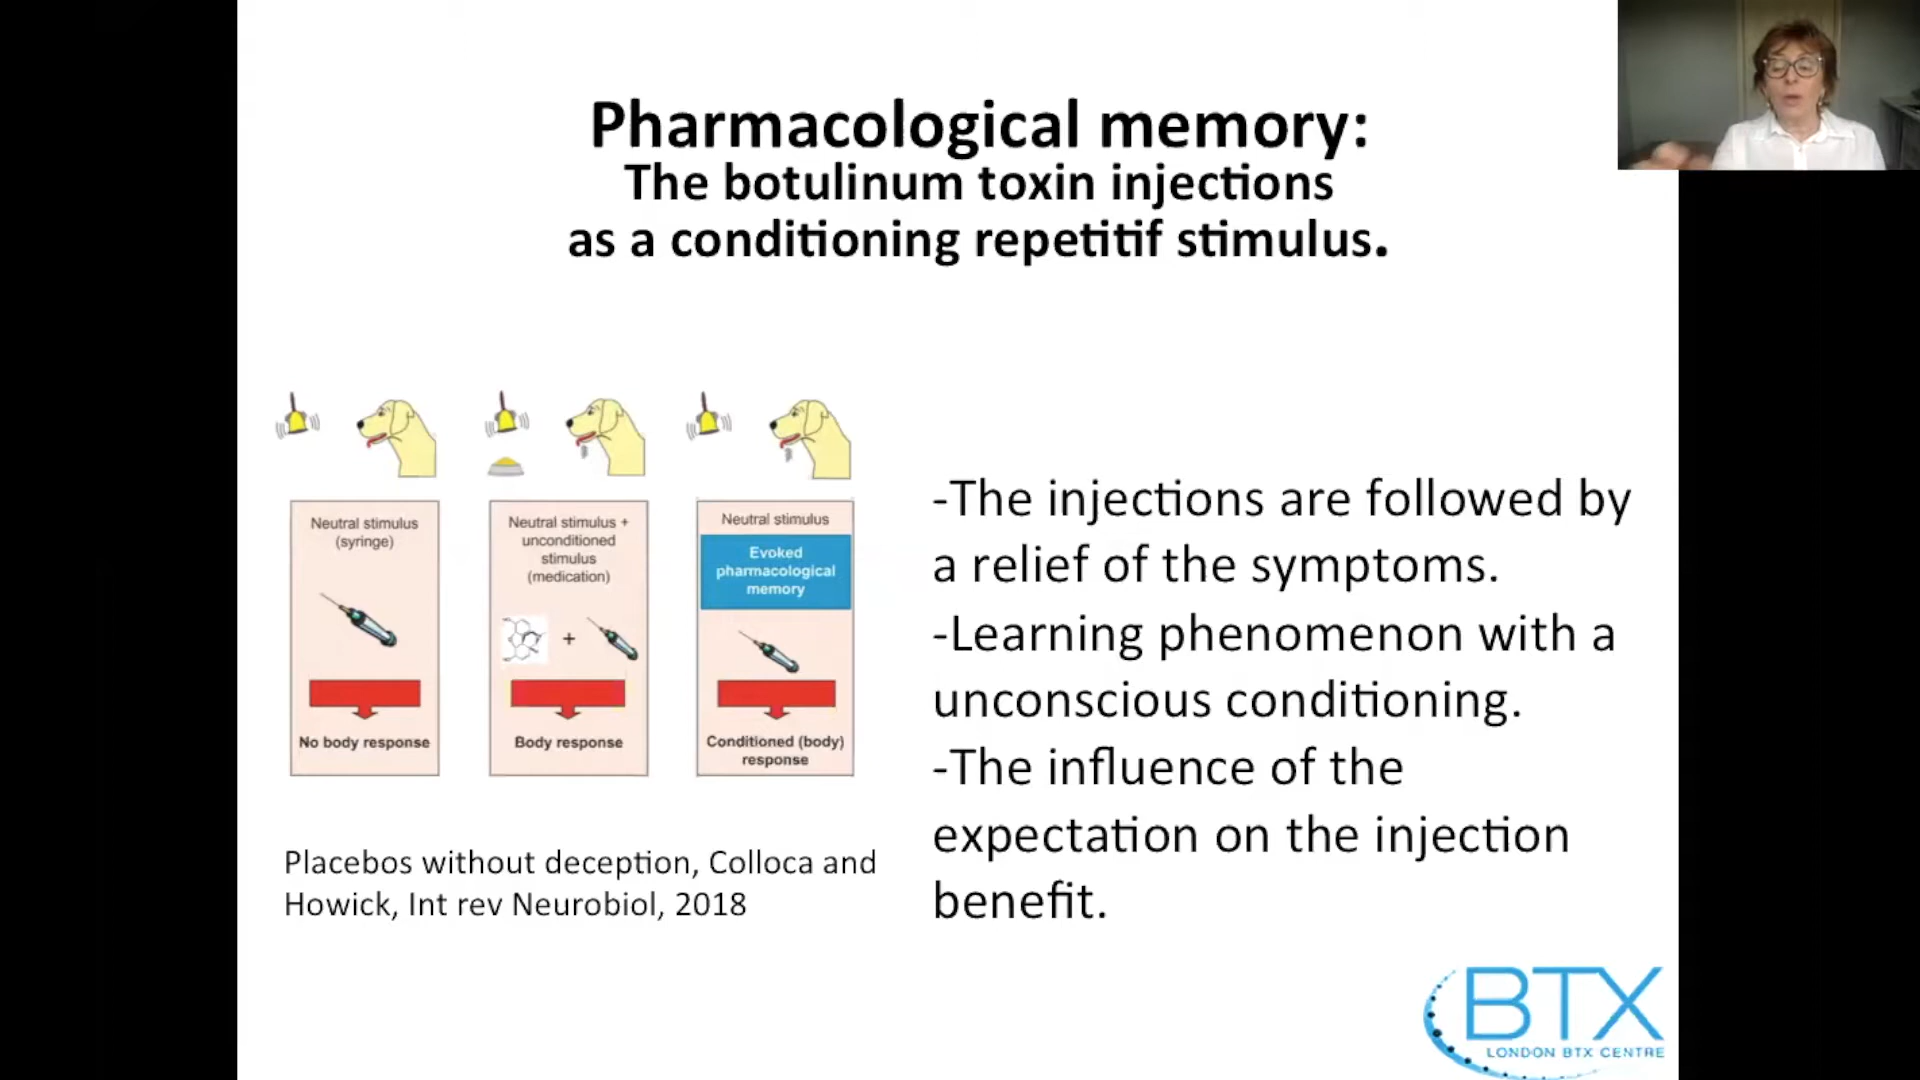 Pharmacological memory:
The botulinum toxin injections
as a conditioning repetitif stimulus.
Neutral stimulus
(syringe)
No body response
Neutral stimulus +
unconditioned
stimulus
(medication)
+
Body response
Neutral stimulus
Evoked
pharmacological
memory
Conditioned (body)
response
Placebos without deception, Colloca and
Howick, Int rev Neurobiol, 2018
-The injections are followed by
a relief of the symptoms.
-Learning phenomenon with a
unconscious conditioning.
-The influence of the
expectation on the injection
benefit.
BTX
LONDON BTX CENTRE